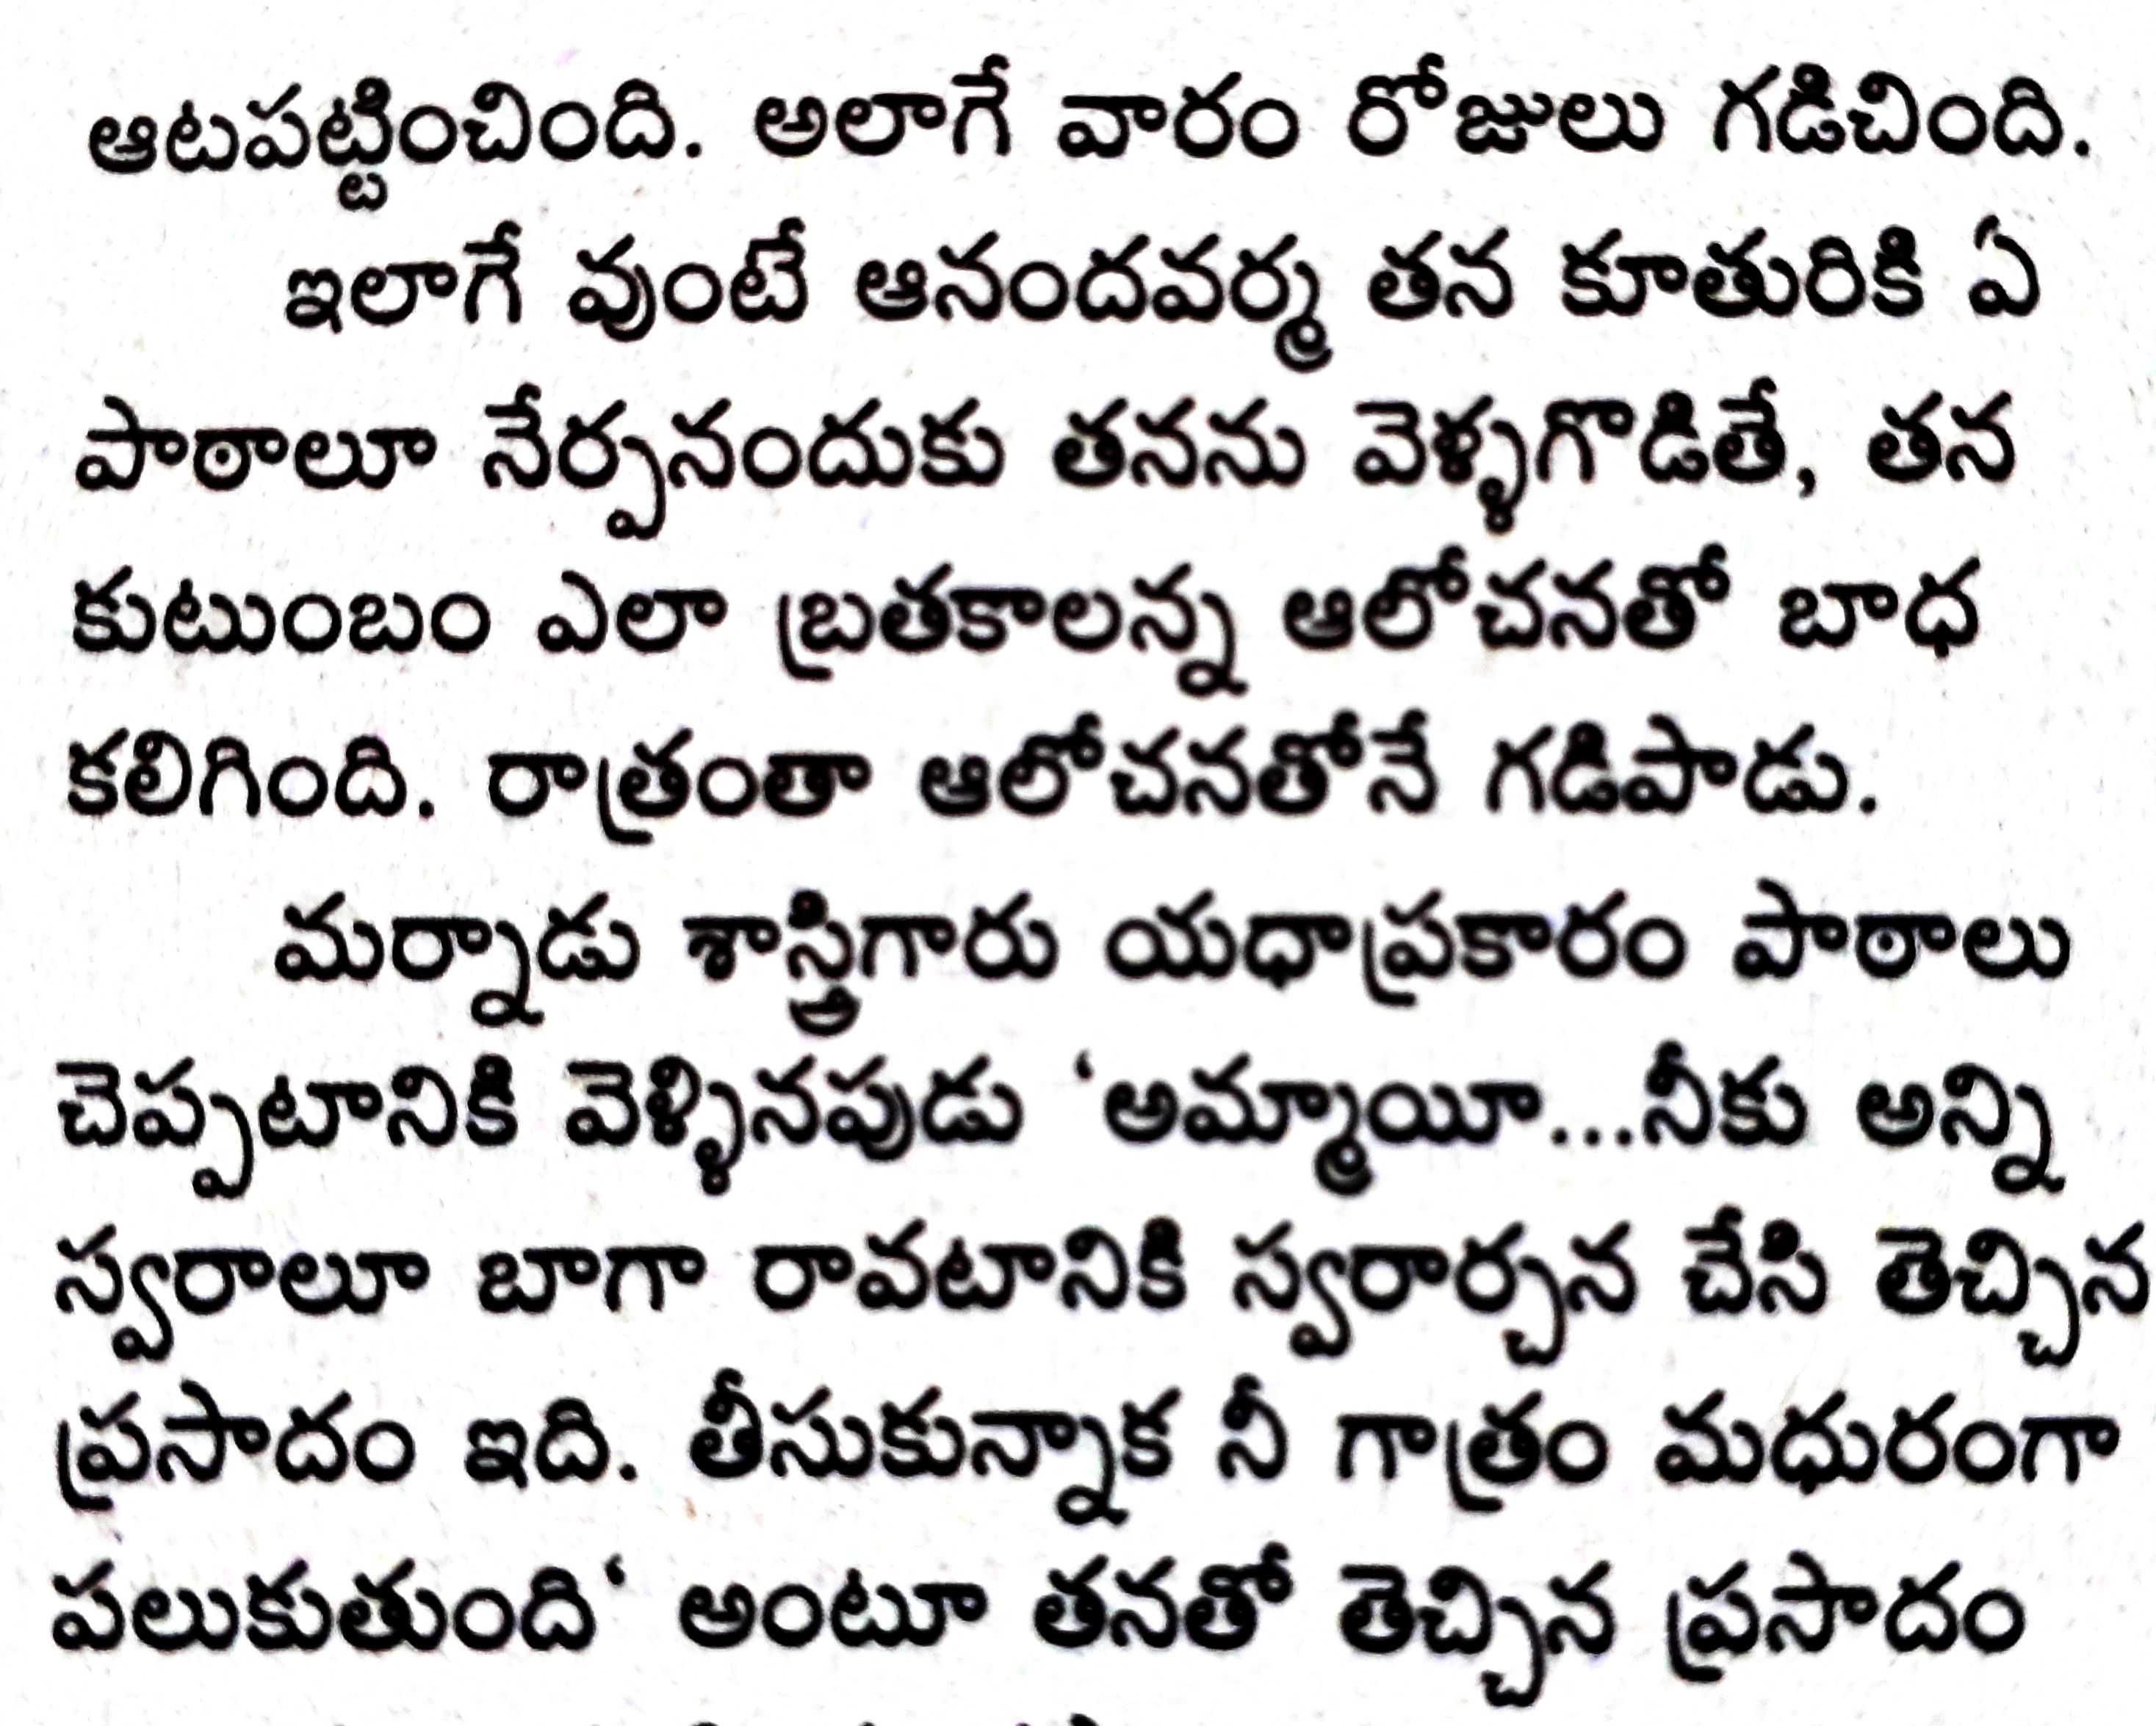 ఆటపట్టించింది. అలాగే వారం రోజులు గడిచింది.
ఇలాగే వుంటే ఆనందవర్మ తన కూతురికి ఏ
పాఠాలూ నేర్పనందుకు తనను వెళ్ళగొడితే, తన
కుటుంబం ఎలా బ్రతకాలన్న ఆలోచనతో బాధ
కలిగింది. రాత్రంతా ఆలోచనతోనే గడిపాడు.
మర్నాడు శాస్త్రిగారు యధాప్రకారం పాఠాలు
చెప్పటానికి వెళ్ళినపుడు ‘అమ్మాయీ...నీకు అన్ని
స్వరాలూ బాగా రావటానికి స్వరార్చన చేసి తెచ్చిన
ప్రసాదం ఇది. తీసుకున్నాక నీ గాత్రం మధురంగా
పలుకుతుంది‘ అంటూ తనతో తెచ్చిన ప్రసాదం